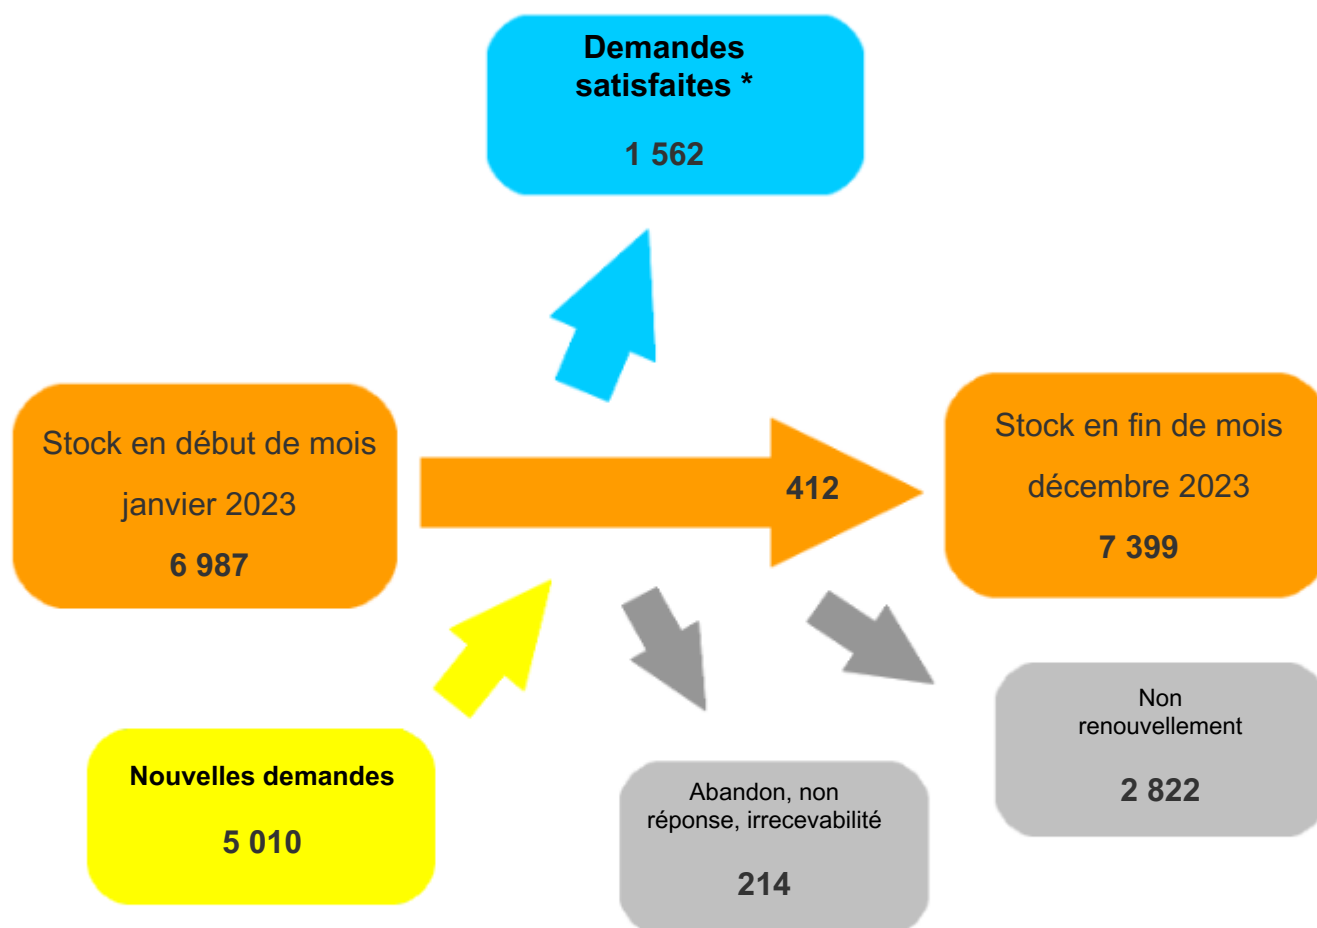 Demandes
satisfaites *
1 562
Stock en début de mois
janvier 2023
6 987
412
Stock en fin de mois
décembre 2023
7 399
Nouvelles demandes
5 010
Abandon, non
réponse, irrecevabilité
214
Non
renouvellement
2 822